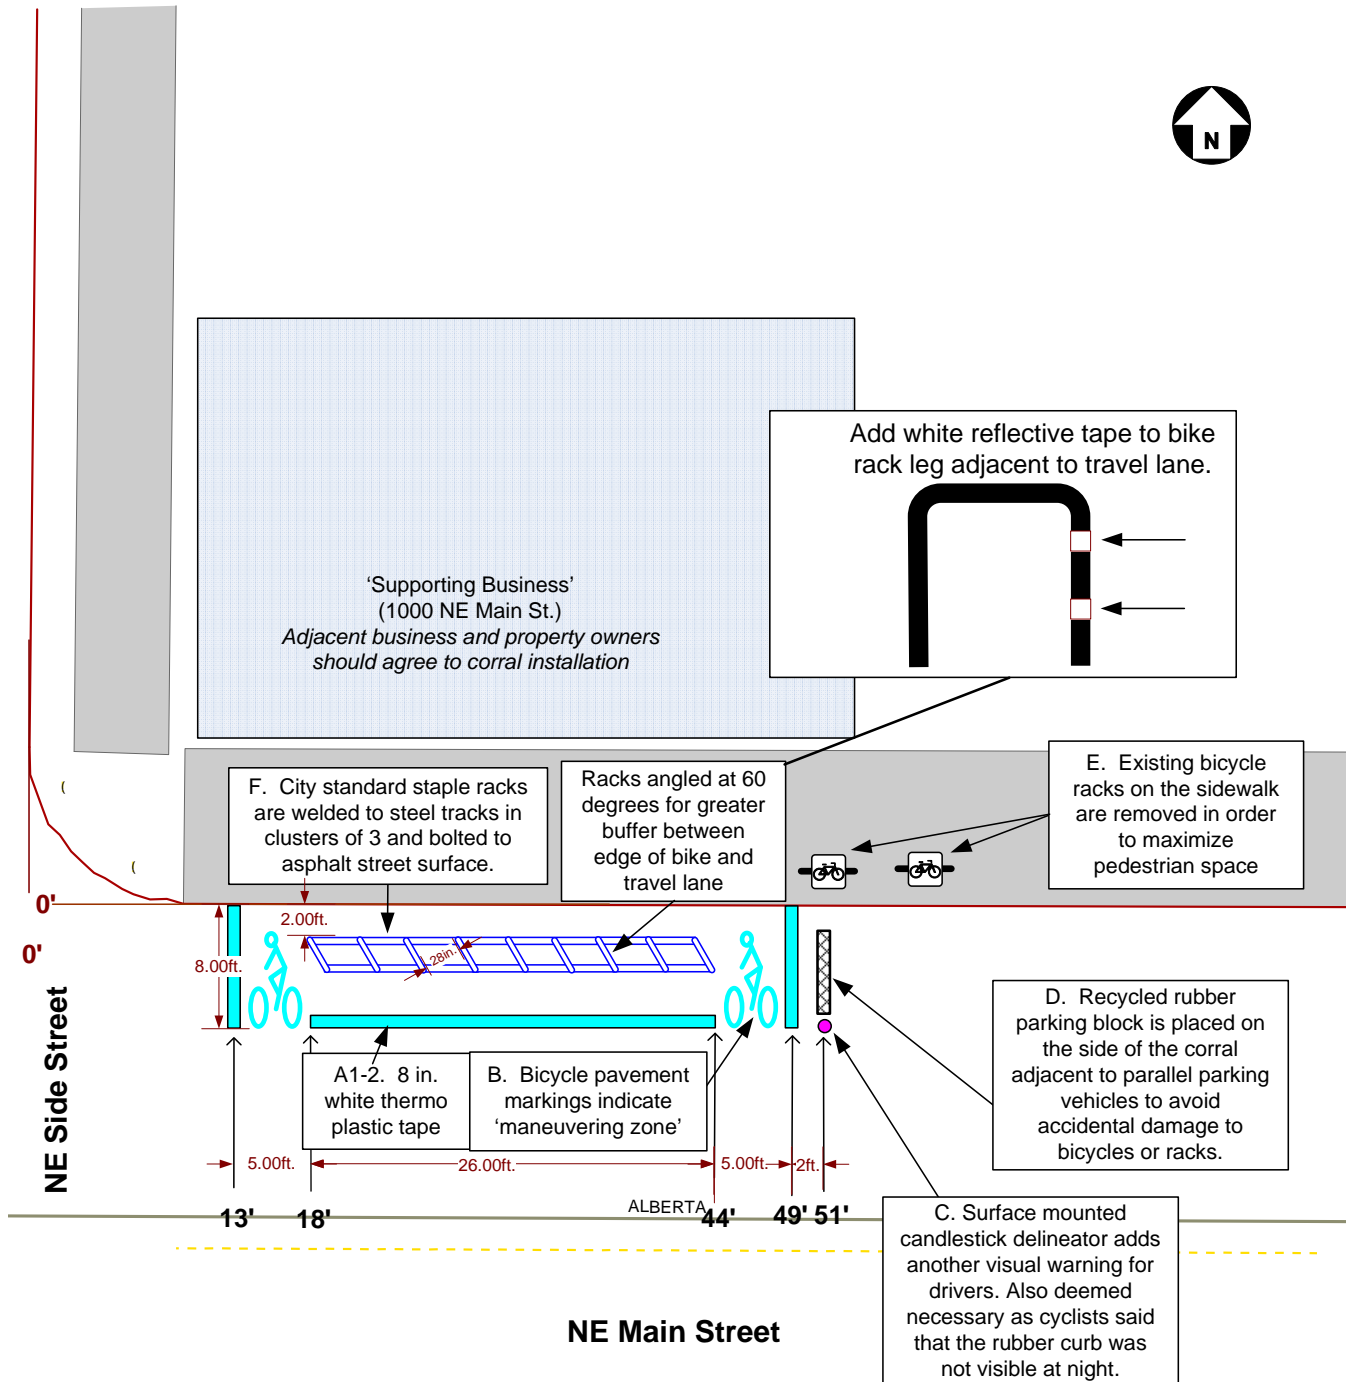 N
Add white reflective tape to bike
rack leg adjacent to travel lane.
‘Supporting Business’
(1000 NE Main St.)
Adjacent business and property owners
should agree to corral installation
F. City standard staple racks
are welded to steel tracks in
clusters of 3 and bolted to
asphalt street surface.
Racks angled at 60
degrees for greater
buffer between
edge of bike and
travel lane
E. Existing bicycle
racks on the sidewalk
are removed in order
to maximize
pedestrian space
0'
0'
2.00ft.
8.00ft.
28in.
NE Side Street
A1-2. 8 in.
white thermo
plastic tape
B. Bicycle pavement
markings indicate
‘maneuvering zone’
D. Recycled rubber
parking block is placed on
the side of the corral
adjacent to parallel parking
vehicles to avoid
accidental damage to
bicycles or racks.
5.00ft.
26.00ft.
5.00ft.
2ft.
ALBERTA
13'
18'
44'
49'
51'
C. Surface mounted
candlestick delineator adds
another visual warning for
drivers. Also deemed
necessary as cyclists said
that the rubber curb was
not visible at night.
NE Main Street